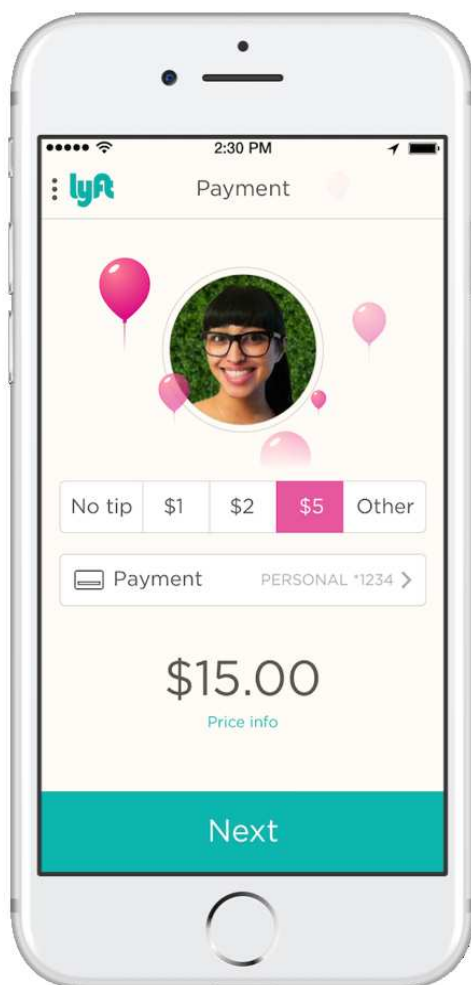 2:30 PM
lyft Payment
No tip $1 $2 $5 Other
Payment PERSONAL *1234
$15.00
Price info
Next